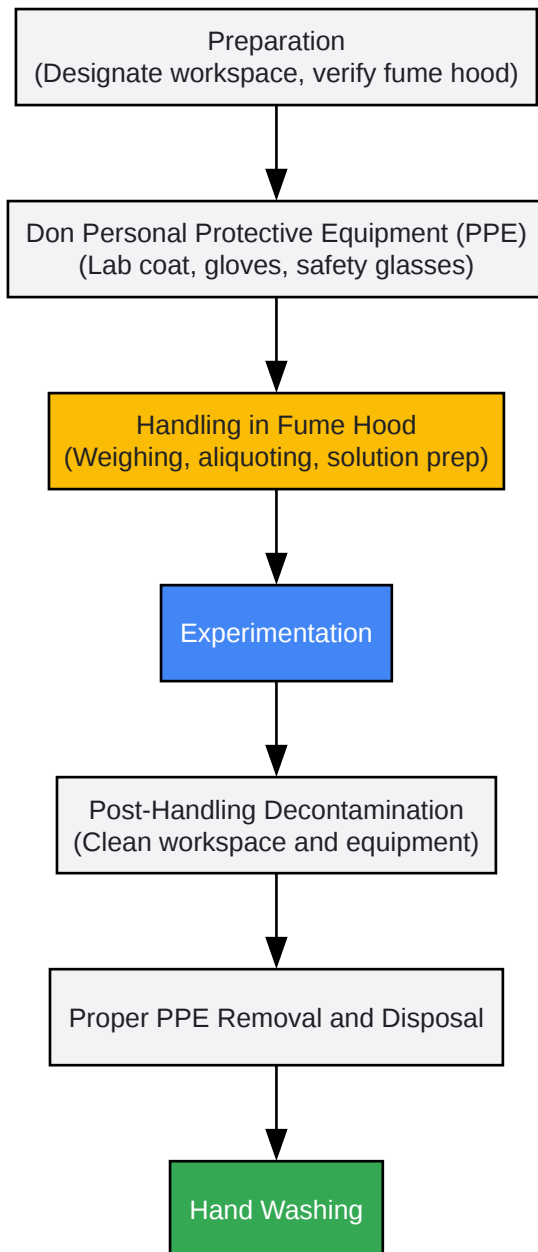 Preparation
(Designate workspace, verify fume hood)
Don Personal Protective Equipment (PPE)
(Lab coat, gloves, safety glasses)
Handling in Fume Hood
(Weighing, aliquoting, solution prep)
Experimentation
Post-Handling Decontamination
(Clean workspace and equipment)
Proper PPE Removal and Disposal
Hand Washing